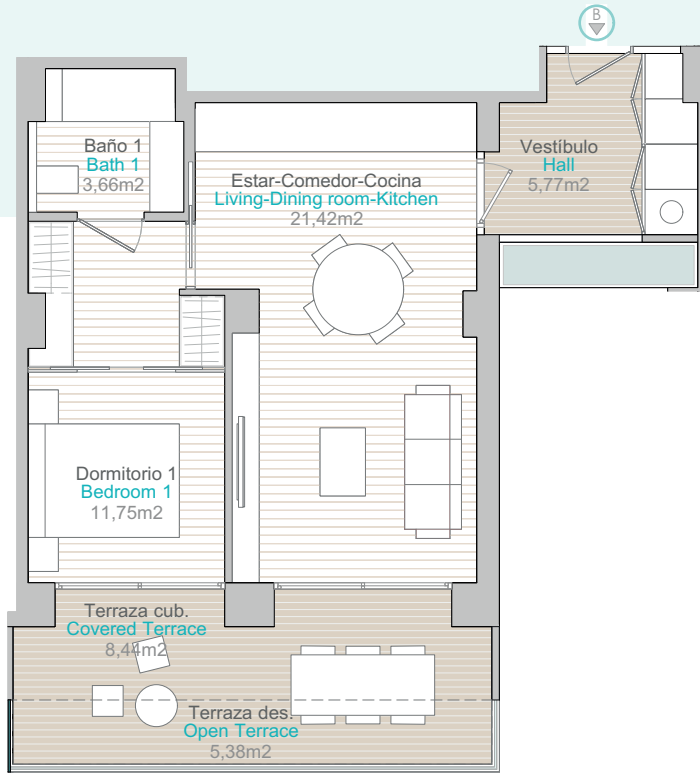 B
Baño 1
Bath 1
3,66m2
Estar-Comedor-Cocina
Living-Dining room-Kitchen
21,42m2
Vestíbulo
Hall
5,77m2
Dormitorio 1
Bedroom 1
11,75m2
Terraza cub.
Covered Terrace
8,44m2
Terraza des.
Open Terrace
5,38m2